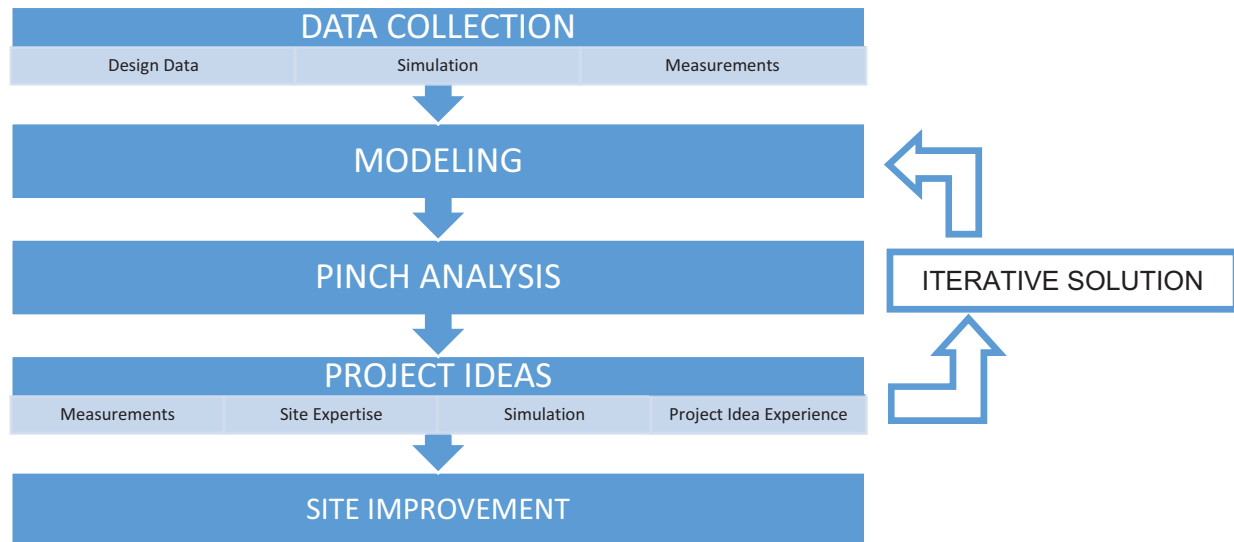 DATA COLLECTION
Design Data
Simulation
Measurements
MODELING
PINCH ANALYSIS
ITERATIVE SOLUTION
PROJECT IDEAS
Measurements
Site Expertise
Simulation
Project Idea Experience
SITE IMPROVEMENT